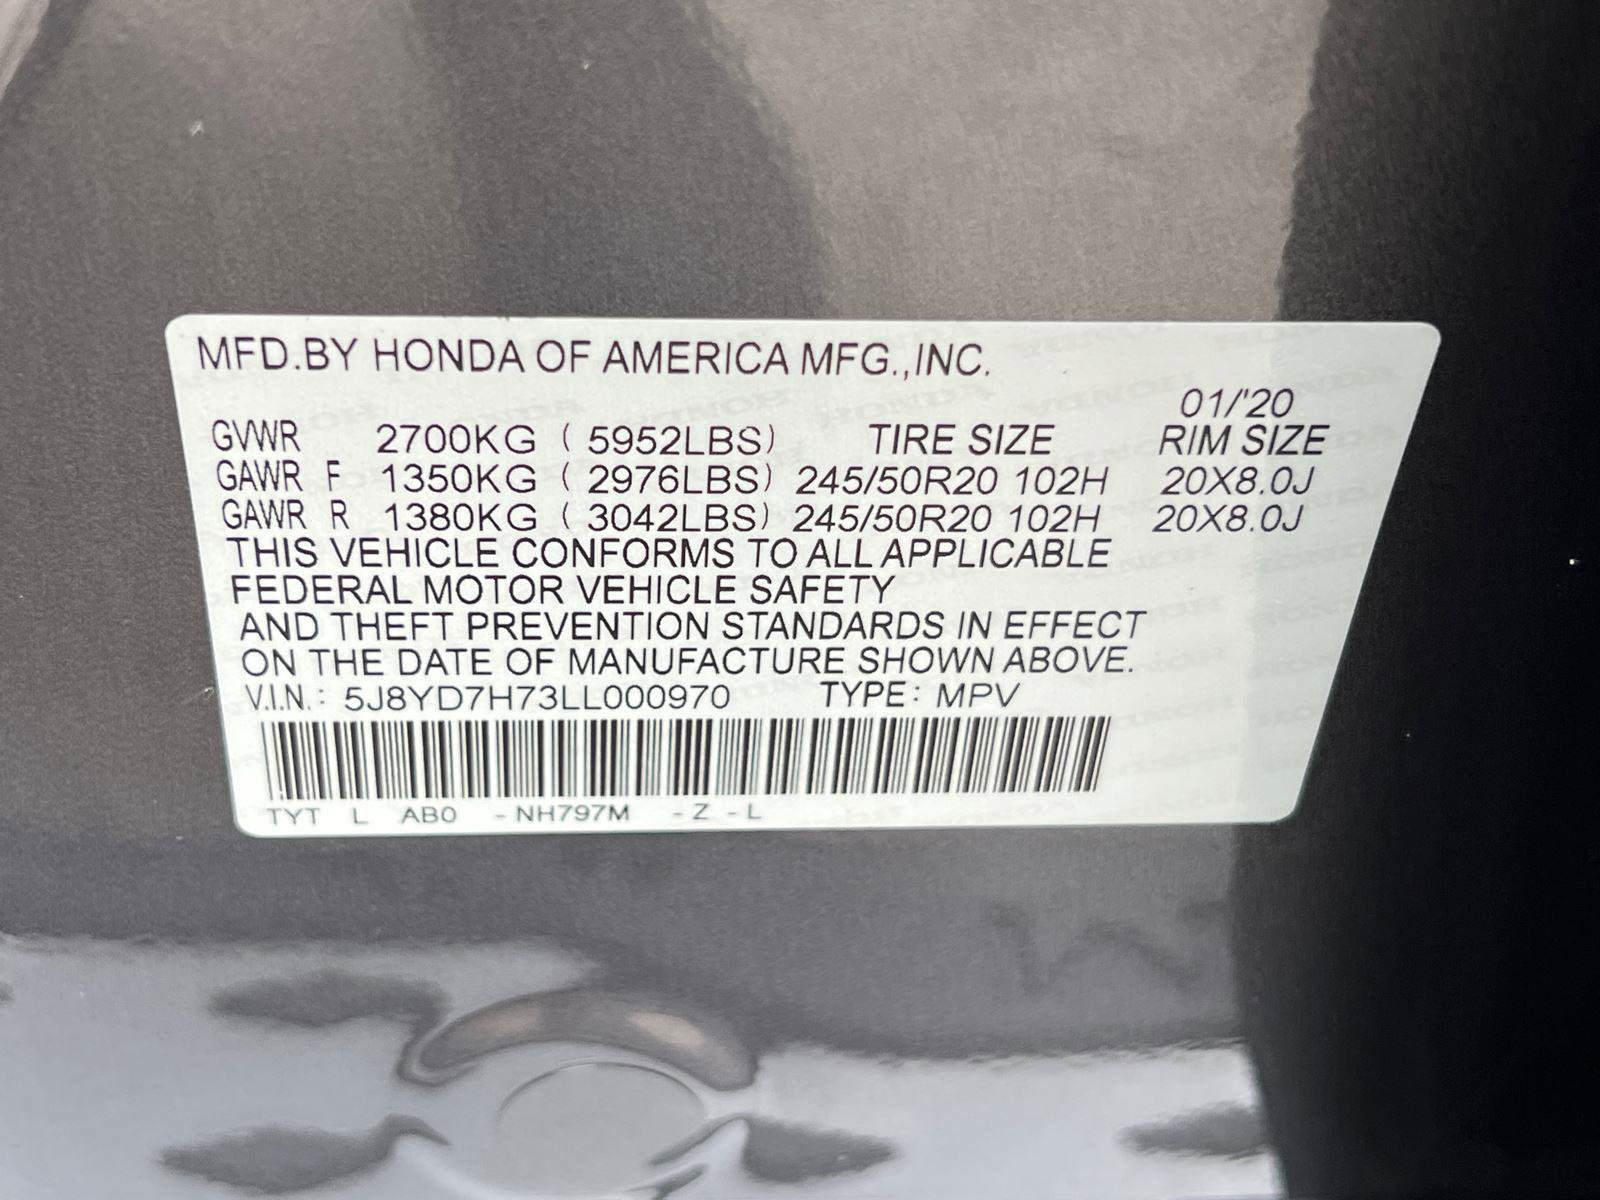 MFD.BY HONDA OF AMERICA MFG.,INC.
01/'20
GVWR 2700KG ( 5952LBS) TIRE SIZE RIM SIZE
GAWR F 1350KG ( 2976LBS) 245/50R20 102H 20X8.0J
GAWR R 1380KG ( 3042LBS) 245/50R20 102H 20X8.0J
THIS VEHICLE CONFORMS TO ALL APPLICABLE
FEDERAL MOTOR VEHICLE SAFETY
AND THEFT PREVENTION STANDARDS IN EFFECT
ON THE DATE OF MANUFACTURE SHOWN ABOVE.
V.I.N.: 5J8YD7H73LL000970 TYPE: MPV
TYT L AB0 - NH797M - Z - L